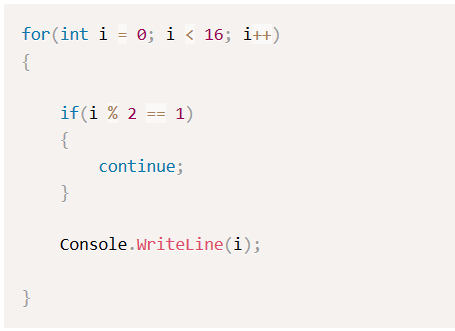 for(int i = 0; i < 16; i++)
{
if(i % 2 == 1)
{
continue;
}
Console.WriteLine(i);
}